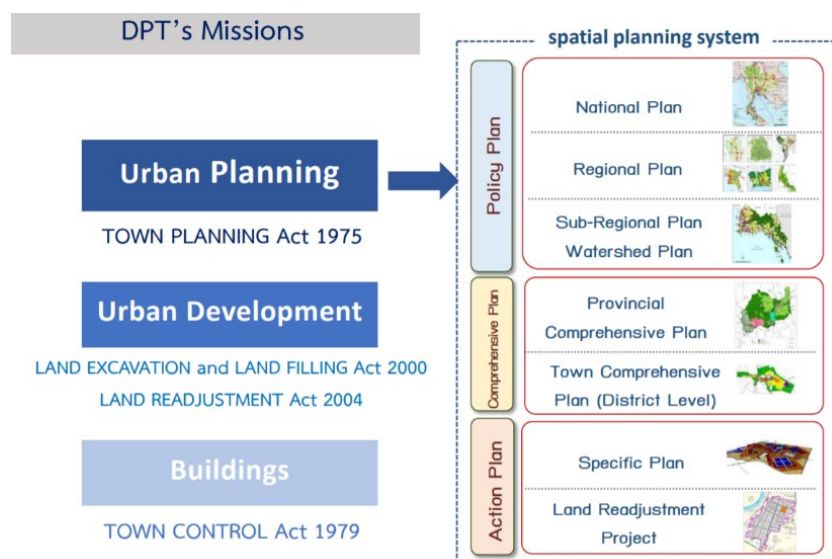 DPT's Missions
Urban Planning
TOWN PLANNING Act 1975
Urban Development
LAND EXCAVATION and LAND FILLING Act 2000
LAND READJUSTMENT Act 2004
Buildings
TOWN CONTROL Act 1979
spatial planning system
Policy Plan
National Plan
Regional Plan
Sub-Regional Plan
Watershed Plan
Comprehensive Plan
Provincial
Comprehensive Plan
Town Comprehensive
Plan (District Level)
Action Plan
Specific Plan
Land Readjustment
Project